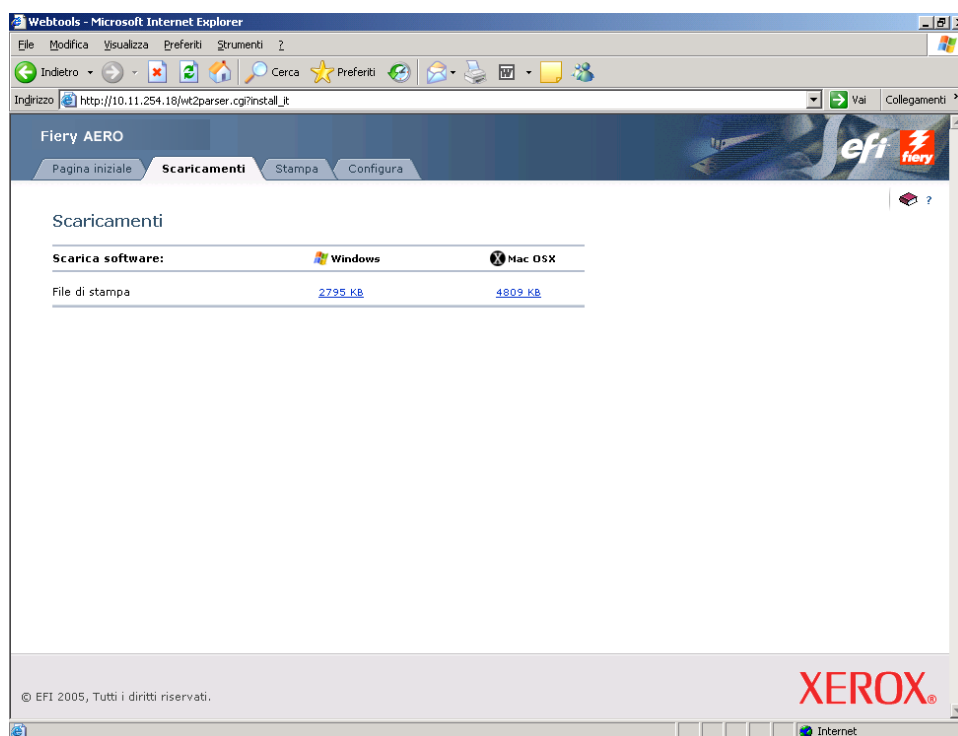 Webtools - Microsoft Internet Explorer
File Modifica Visualizza Preferiti Strumenti ?
Indietro Cerca Preferiti
Indirizzo http://10.11.254.18/wt2parser.cgi?install_it Vai Collegamenti »
Fiery AERO
efi fiery
Pagina iniziale Scaricamenti Stampa Configura
?
Scaricamenti
Scarica software: Windows X Mac OSX
File di stampa 2795 KB 4809 KB
© EFI 2005, Tutti i diritti riservati.
XEROX®
Internet